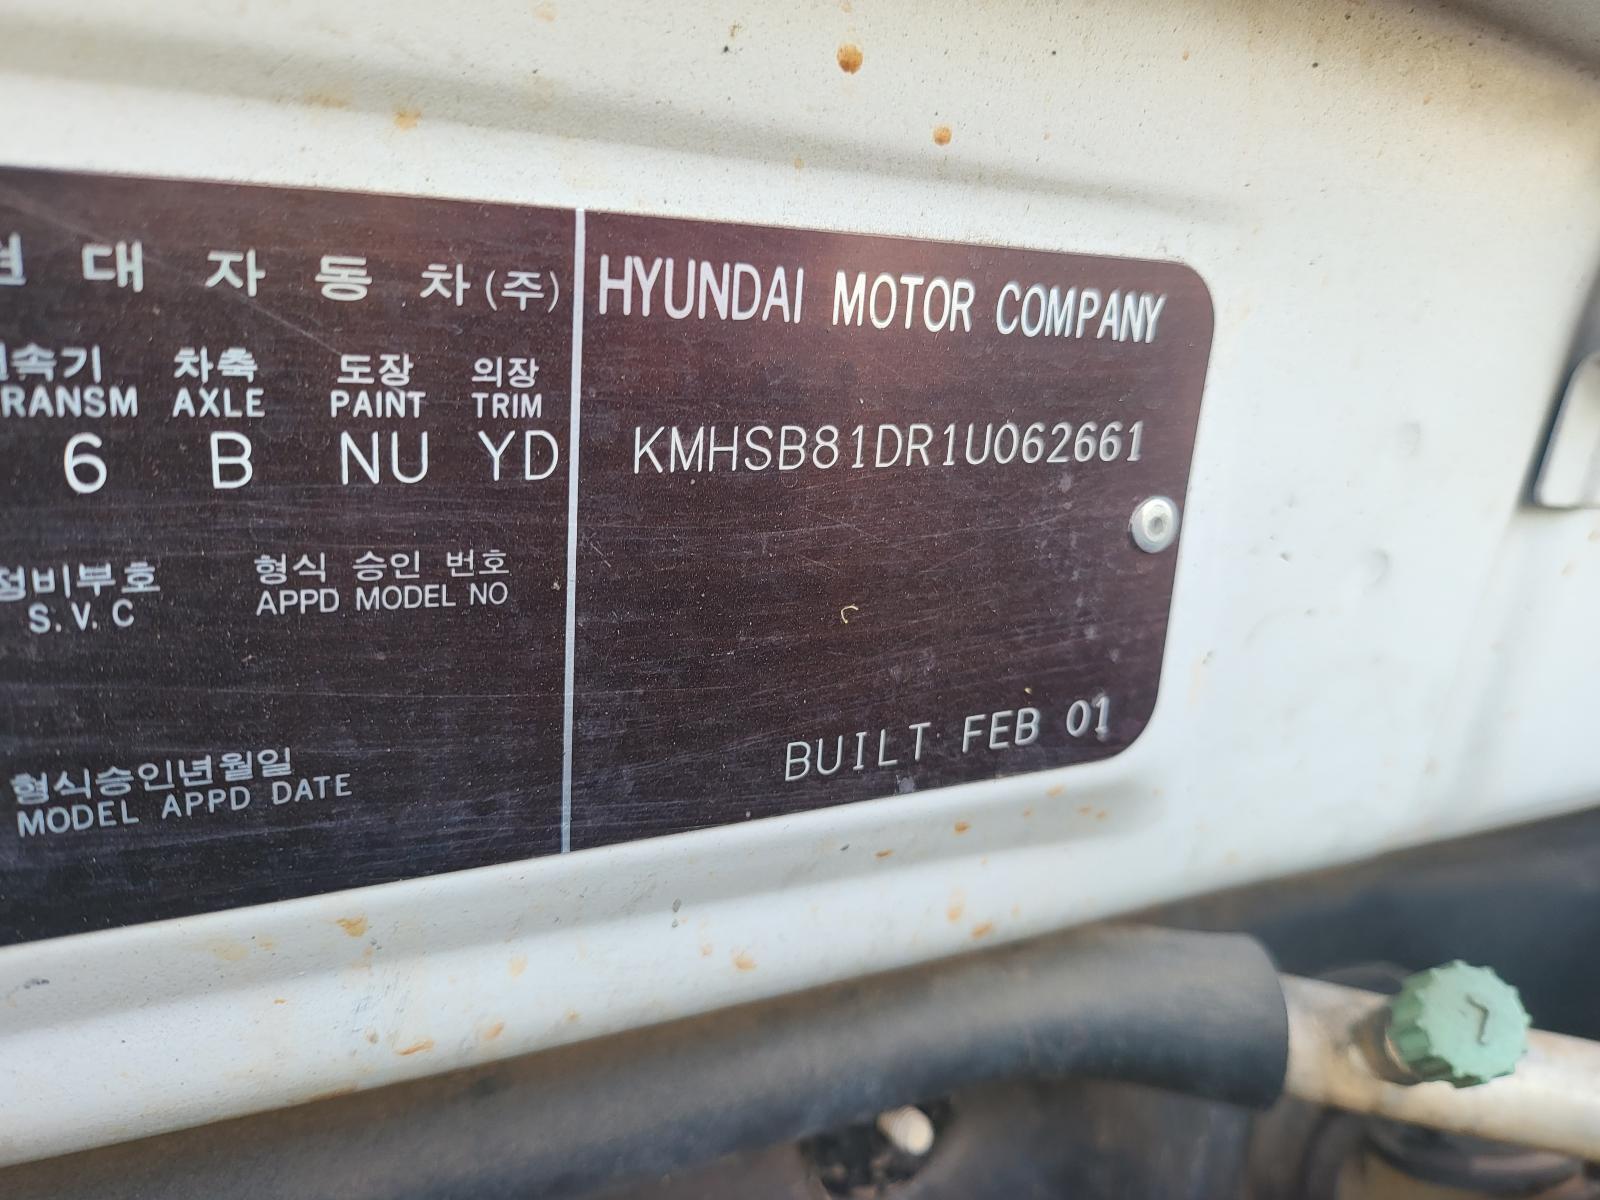 현대자동차(주)
HYUNDAI MOTOR COMPANY
속기 차축 도장 의장
RANSM AXLE PAINT TRIM
6 B NU YD
KMHSB81DR1U062661
정비부호 형식 승인 번호
S.V.C APPD MODEL NO
형식승인년월일
MODEL APPD DATE
BUILT FEB 01